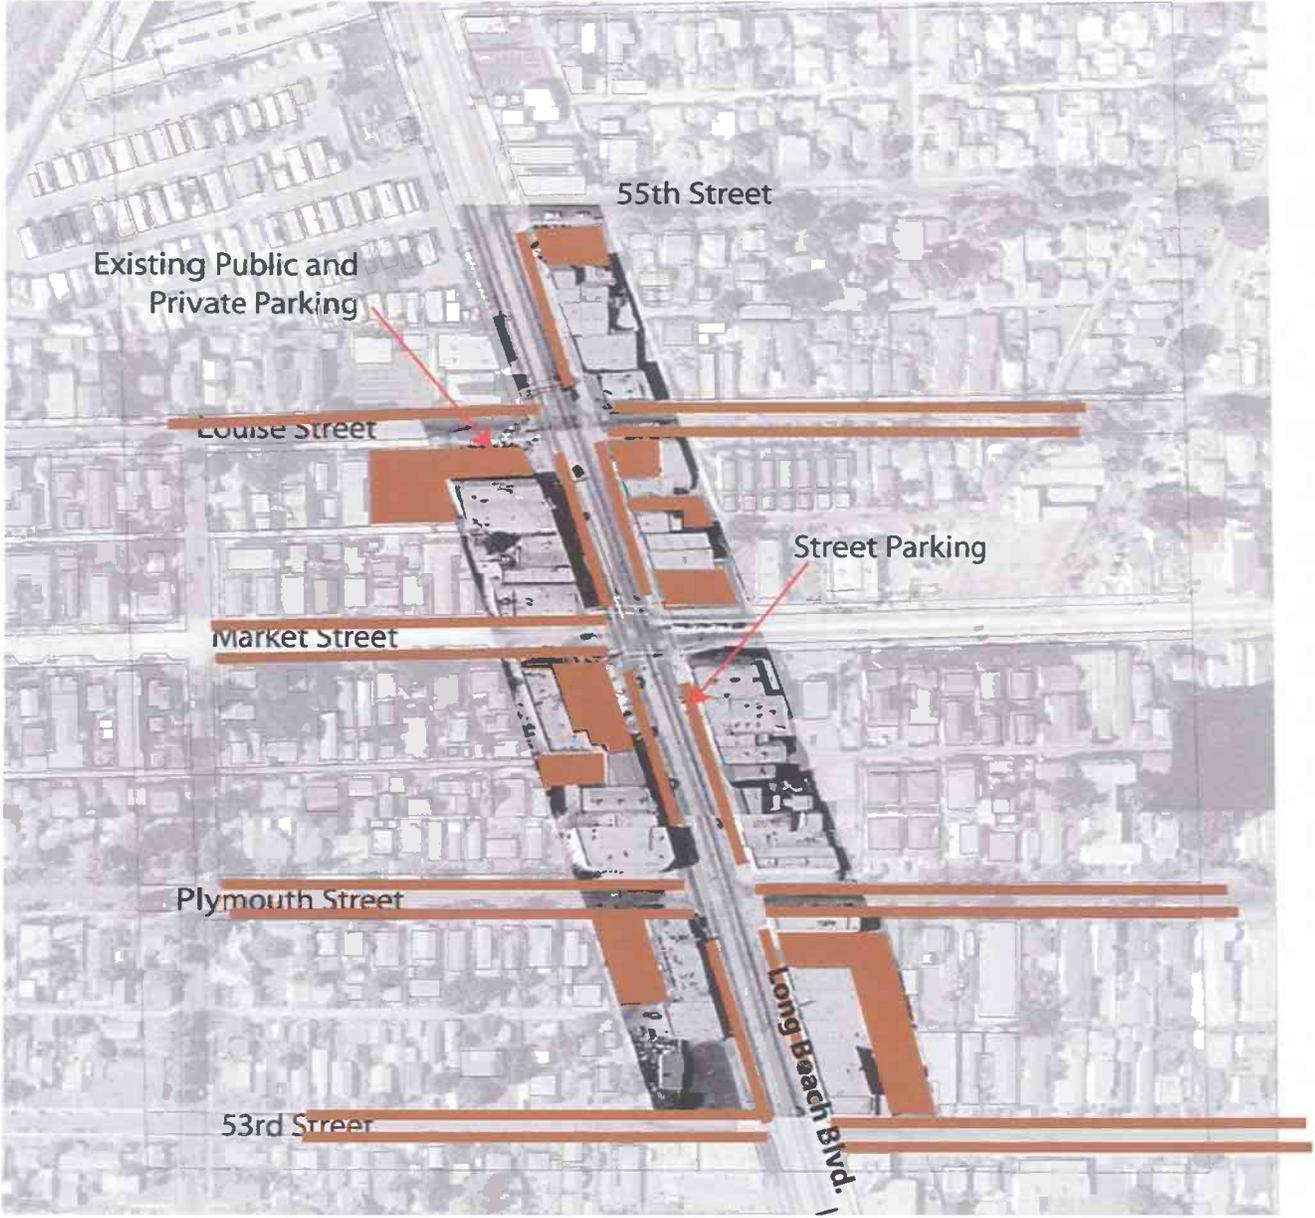 55th Street
Existing Public and
Private Parking
Louise Street
Street Parking
Market Street
Plymouth Street
Long Beach Blvd.
53rd Street